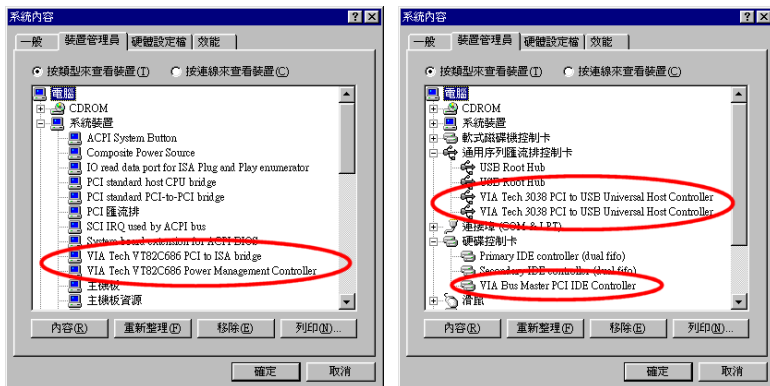 系統內容
一般
裝置管理員
硬體設定檔
效能
按類型來查看裝置(I)
按連線來查看裝置(C)
電腦
CDROM
系統裝置
ACPI System Button
Composite Power Source
IO read data port for ISA Plug and Play enumerator
PCI standard host CPU bridge
PCI standard PCI-to-PCI bridge
PCI 匯流排
SCI IRQ used by ACPI bus
System board extension for ACPI BIOS
VIA Tech VT82C686 PCI to ISA bridge
VIA Tech VT82C686 Power Management Controller
主機板
主機板資源
內容(R)
重新整理(F)
移除(E)
列印(N)...
確定
取消
系統內容
一般
裝置管理員
硬體設定檔
效能
按類型來查看裝置(I)
按連線來查看裝置(C)
電腦
CDROM
系統裝置
軟式磁碟機控制卡
通用序列匯流排控制卡
USB Root Hub
USB Root Hub
VIA Tech 3038 PCI to USB Universal Host Controller
VIA Tech 3038 PCI to USB Universal Host Controller
連接埠 (COM & LPT)
硬碟控制卡
Primary IDE controller (dual fifo)
Secondary IDE controller (dual fifo)
VIA Bus Master PCI IDE Controller
滑鼠
內容(R)
重新整理(F)
移除(E)
列印(N)...
確定
取消